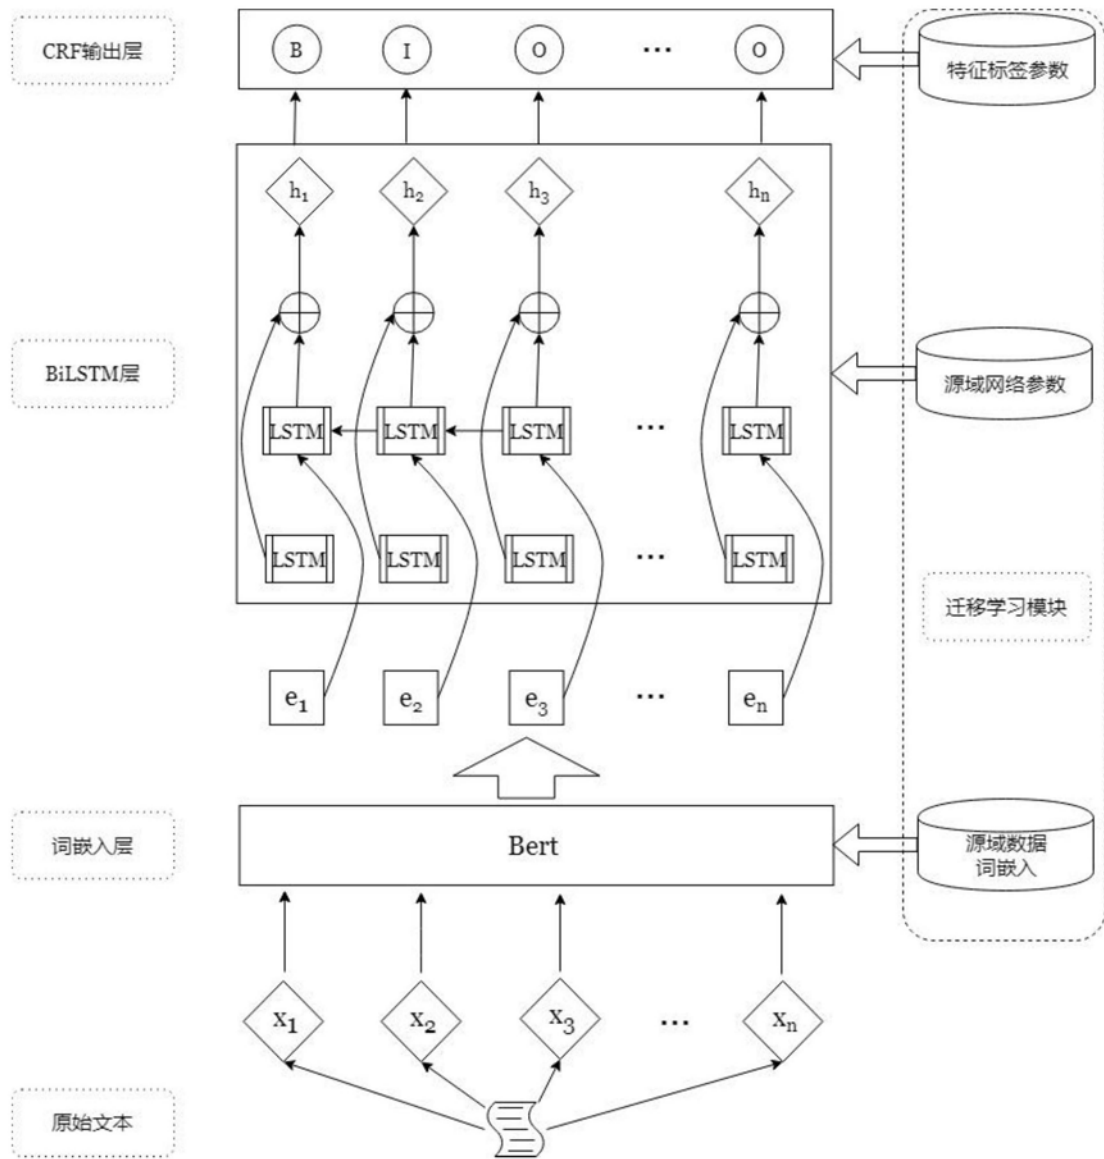 CRF输出层
B I O ... O
特征标签参数
h₁ h₂ h₃ hₙ
BiLSTM层
源域网络参数
LSTM LSTM LSTM ... LSTM
LSTM LSTM LSTM ... LSTM
迁移学习模块
e₁ e₂ e₃ ... eₙ
词嵌入层
Bert
源域数据
词嵌入
x₁ x₂ x₃ ... xₙ
原始文本